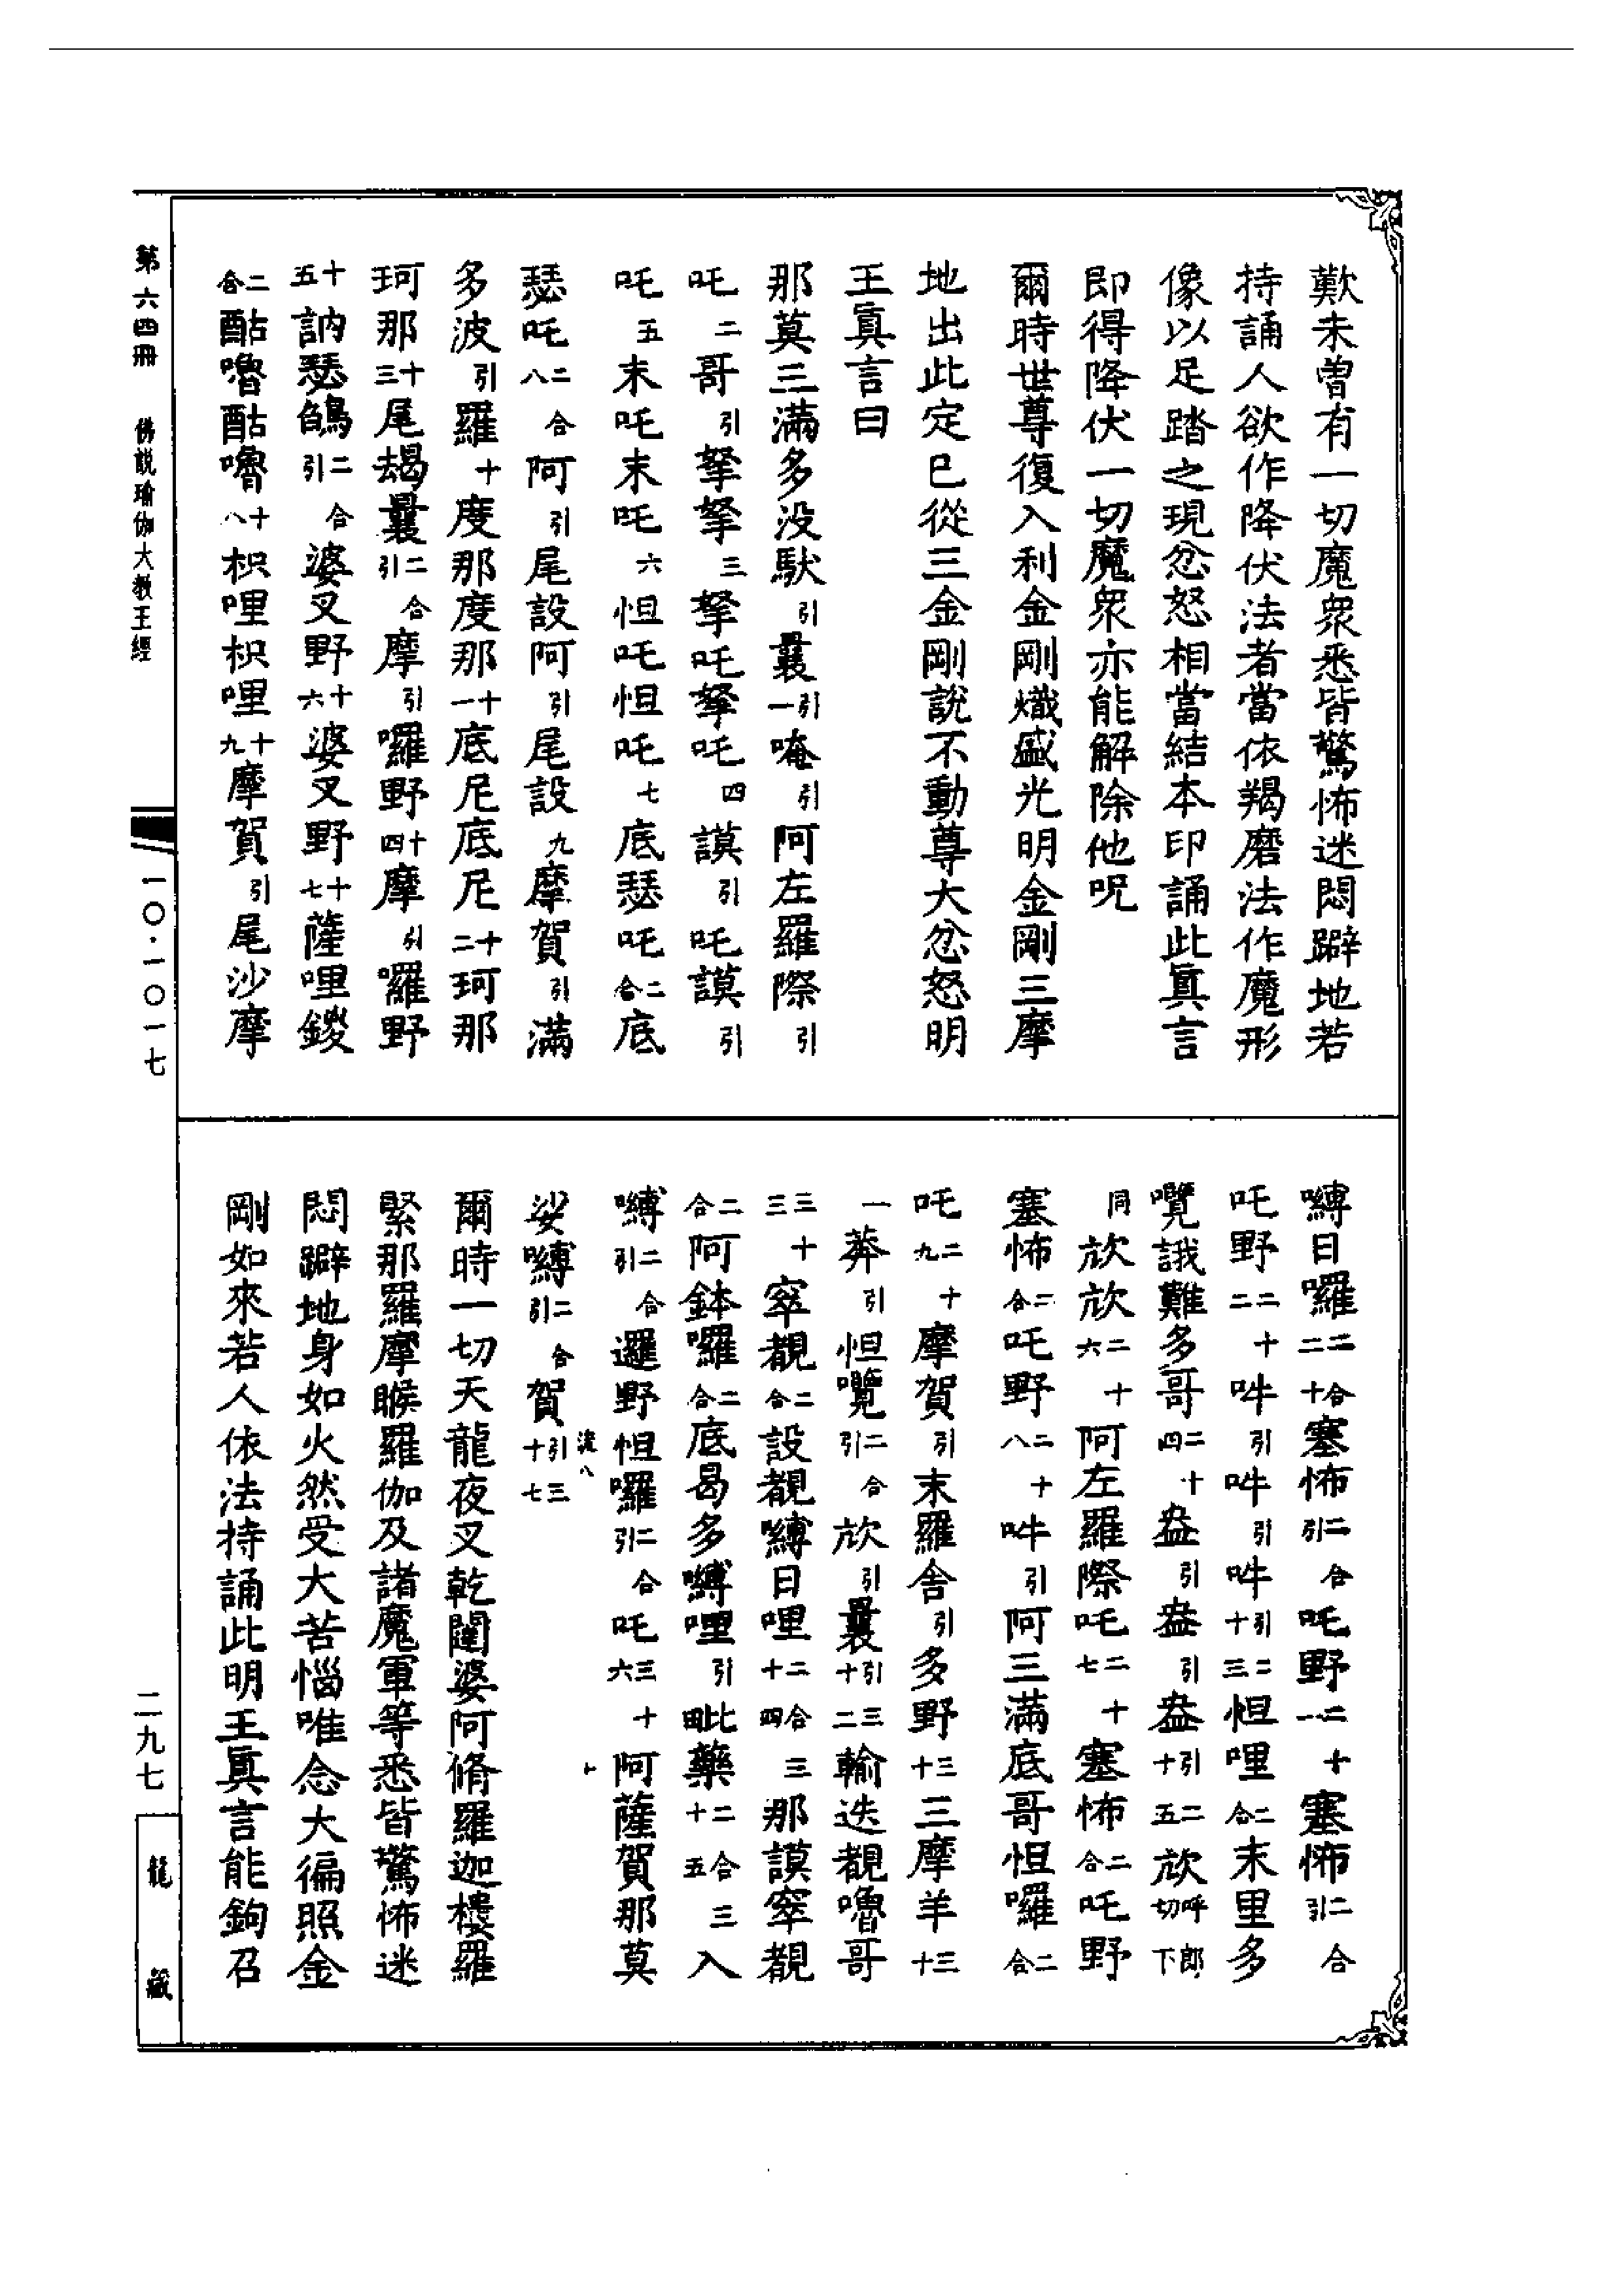 歎未曾有一切魔眾悉皆驚怖迷悶躃地若
持誦人欲作降伏法者當依羯磨法作魔形
像以足踏之現忿怒相當結本印誦此真言
即得降伏一切魔眾亦能解除他呪
爾時世尊復入利金剛熾盛光明金剛三摩
地出此定已從三金剛說不動尊大忿怒明
王真言曰
那莫三滿多沒馱引曩引一唵引阿左羅際引
吒二哥引拏拏三拏吒拏吒四謨引吒謨引
吒五末吒末吒六怛吒怛吒七底瑟吒二合底
瑟吒二合八阿引尾設阿引尾設九摩賀引滿
多波引羅十度那度那十一底尼底尼十二珂那
珂那十三尾朅曩二合引摩引囉野十四摩引囉野
十五訥瑟鴿二合引婆叉野十六婆叉野十七薩哩鍐
二合酤嚕酤嚕十八枳哩枳哩十九摩賀引尾沙摩
嚩日囉二合二十塞怖二合引吒野二十一塞怖二合引
吒野二十二吽引吽引吽引二十三怛哩二合末里多
囕誐難多哥二十四盎引盎引盎引二十五欻呼郎切下
同欻欻二十六阿左羅際吒二十七塞怖二合吒野
塞怖二合吒野二十八吽引阿三滿底哥怛囉二合
吒二十九摩賀引末羅舍引多野三十三摩羊三十
一莽引怛囕二合引欻引曩引三十二輸迭覩嚕哥
三十三窣覩二合設覩嚩日哩二合三十四那謨窣覩
二合阿鉢囉二合底曷多嚩哩引毗藥二合三十五入
嚩二合引邏野怛囉二合引吒三十六阿薩賀那莫
娑嚩二合引賀引三十七
爾時一切天龍夜叉乾闥婆阿脩羅迦樓羅
緊那羅摩睺羅伽及諸魔軍等悉皆驚怖迷
悶躃地身如火然受大苦惱唯念大徧照金
剛如來若人依法持誦此明王真言能鉤召
第六四冊 佛說瑜伽大教王經
一〇·一〇一七
二九七
龍藏